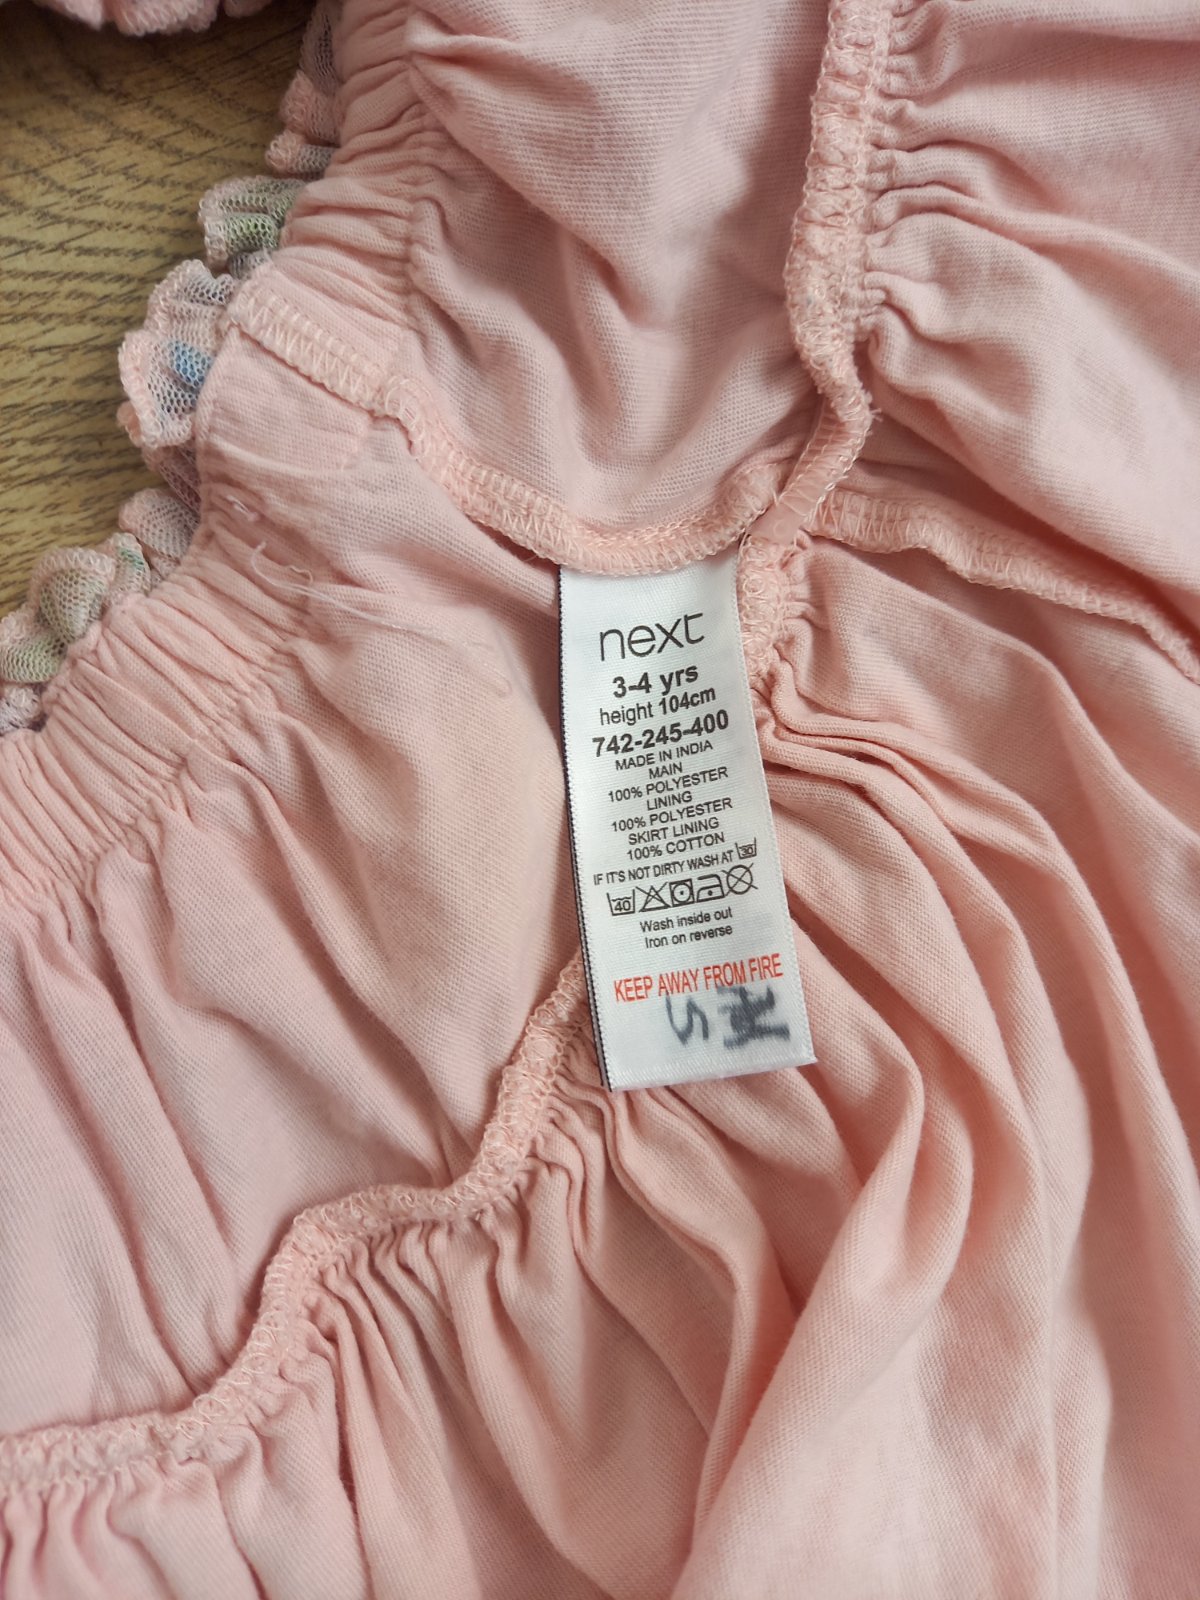 next
3-4 yrs
height 104cm
742-245-400
MADE IN INDIA
MAIN
100% POLYESTER
LINING
100% POLYESTER
SKIRT LINING
100% COTTON
IF IT'S NOT DIRTY WASH AT 30
40
Wash inside out
Iron on reverse
KEEP AWAY FROM FIRE